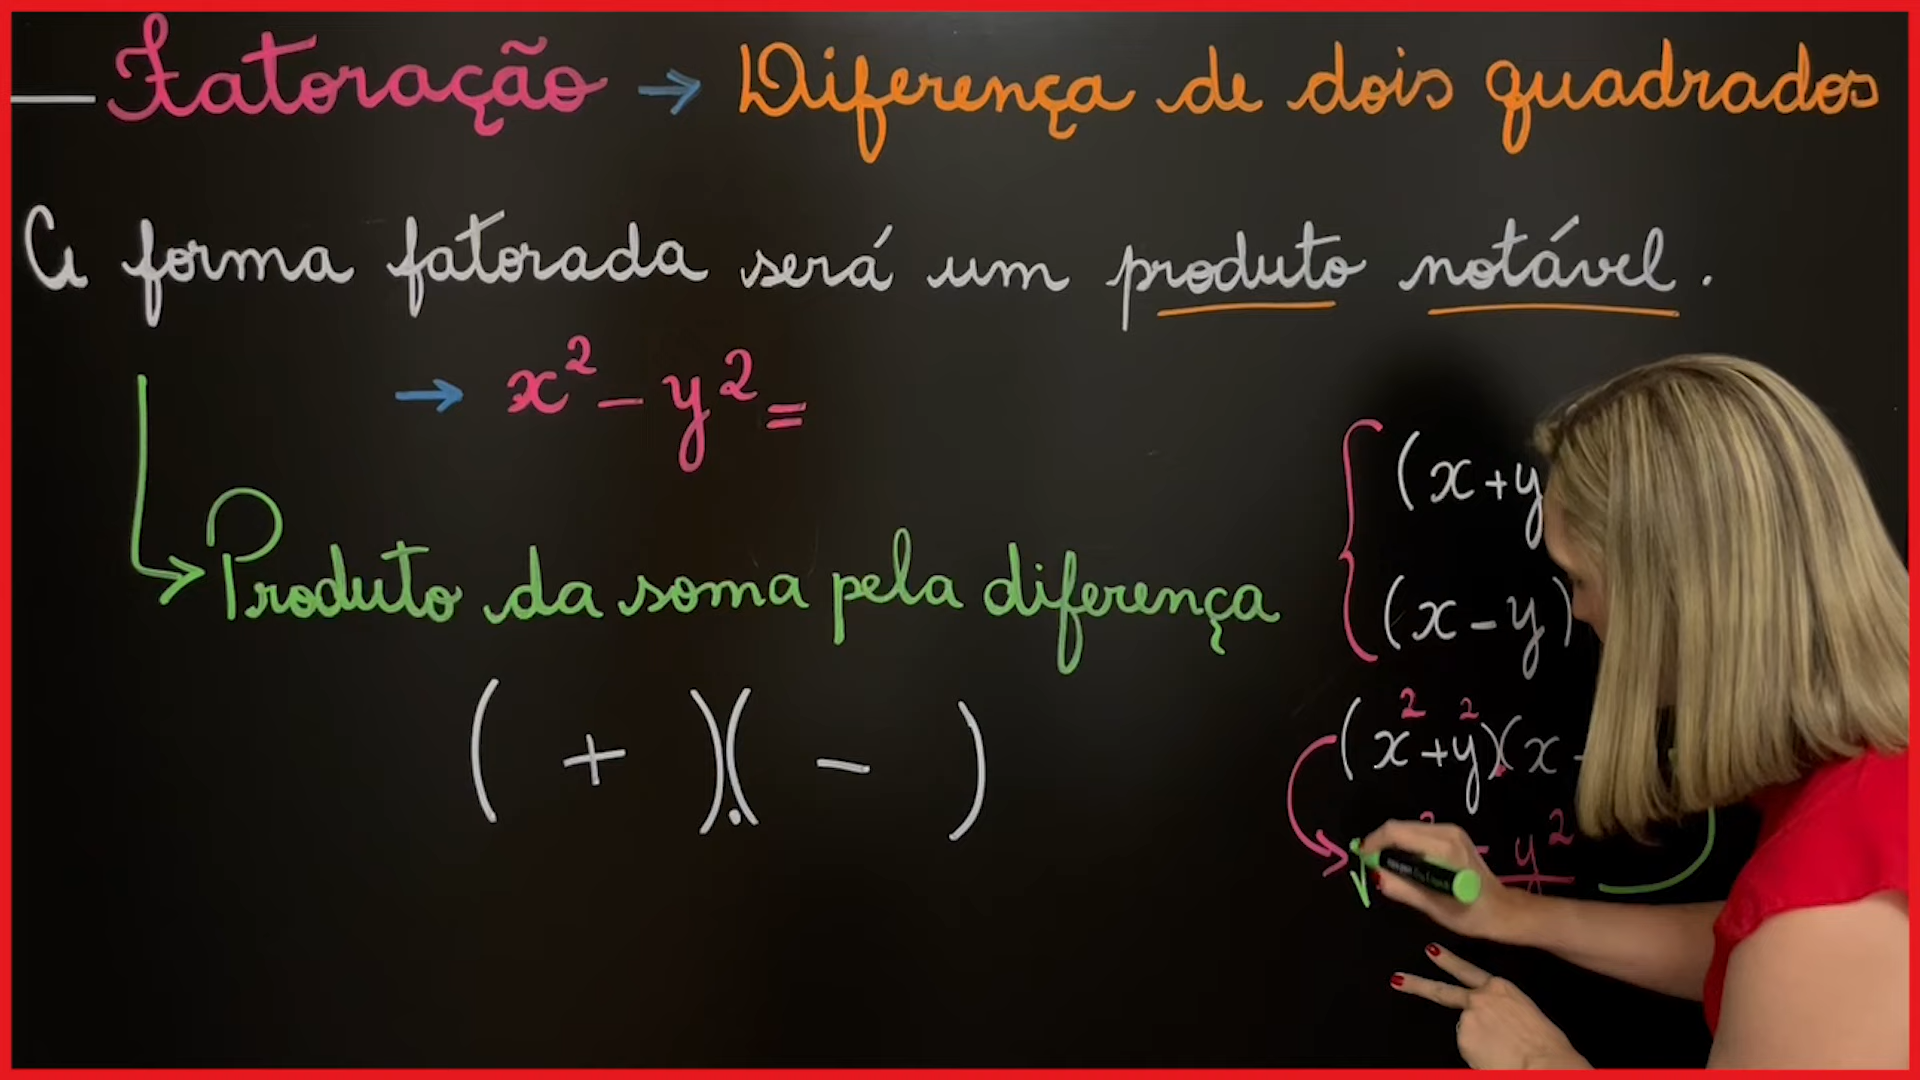 Fatoração → Diferença de dois quadrados
A forma fatorada será um produto notável.
→ x² - y² =
(x+y
Produto da soma pela diferença
(x - y)
( + ).( - )
(x² + y²).(x -
- y²